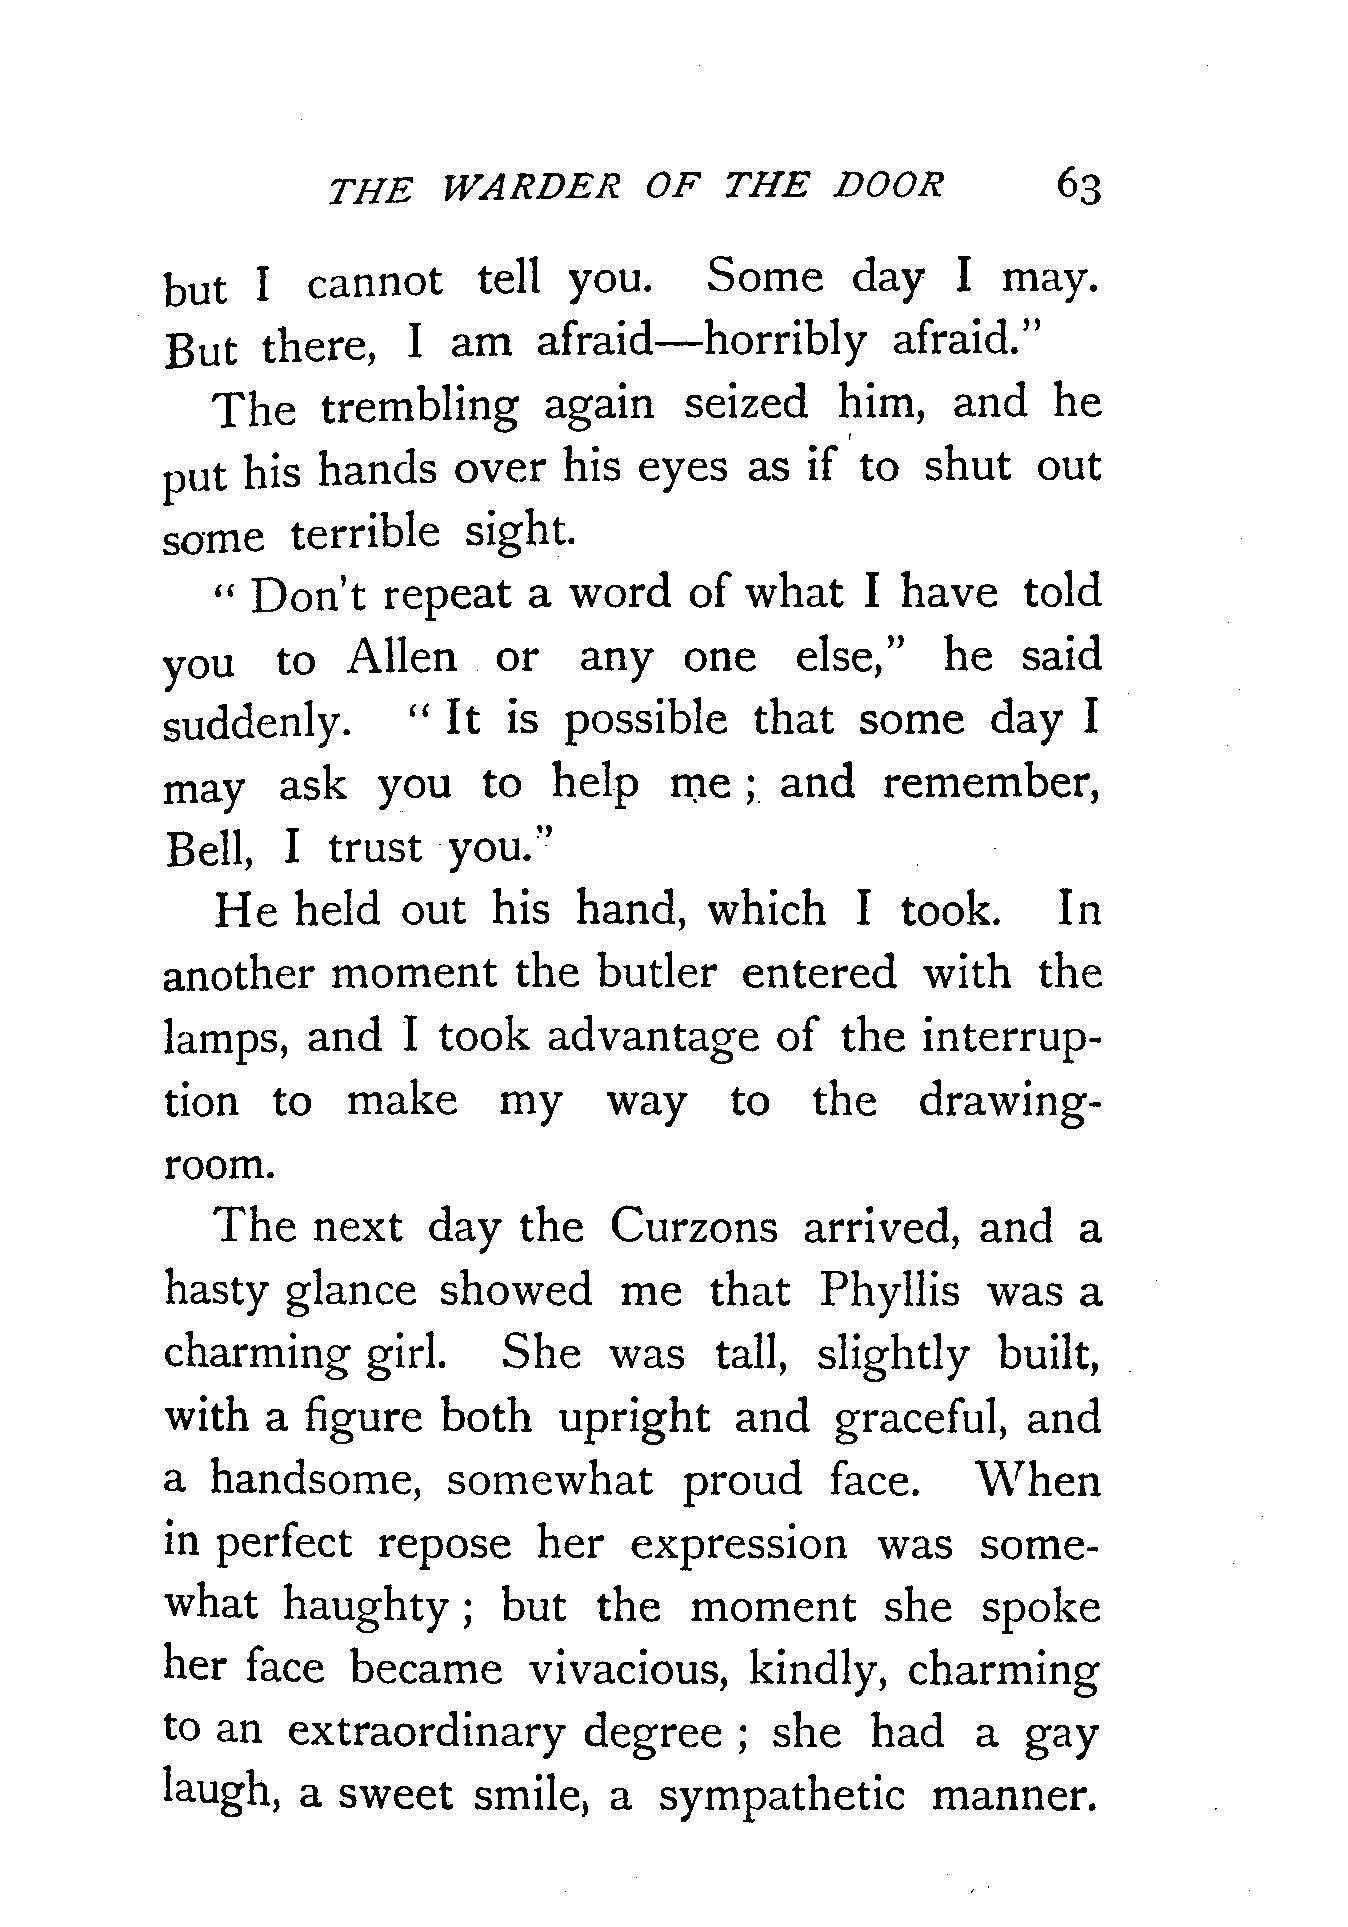 THE WARDER OF THE DOOR 63
but I cannot tell you. Some day I may.
But there, I am afraid—horribly afraid.”
The trembling again seized him, and he
put his hands over his eyes as if to shut out
some terrible sight.
“ Don't repeat a word of what I have told
you to Allen or any one else,” he said
suddenly. “ It is possible that some day I
may ask you to help me ; and remember,
Bell, I trust you.”
He held out his hand, which I took. In
another moment the butler entered with the
lamps, and I took advantage of the interrup-
tion to make my way to the drawing-
room.
The next day the Curzons arrived, and a
hasty glance showed me that Phyllis was a
charming girl. She was tall, slightly built,
with a figure both upright and graceful, and
a handsome, somewhat proud face. When
in perfect repose her expression was some-
what haughty ; but the moment she spoke
her face became vivacious, kindly, charming
to an extraordinary degree ; she had a gay
laugh, a sweet smile, a sympathetic manner.